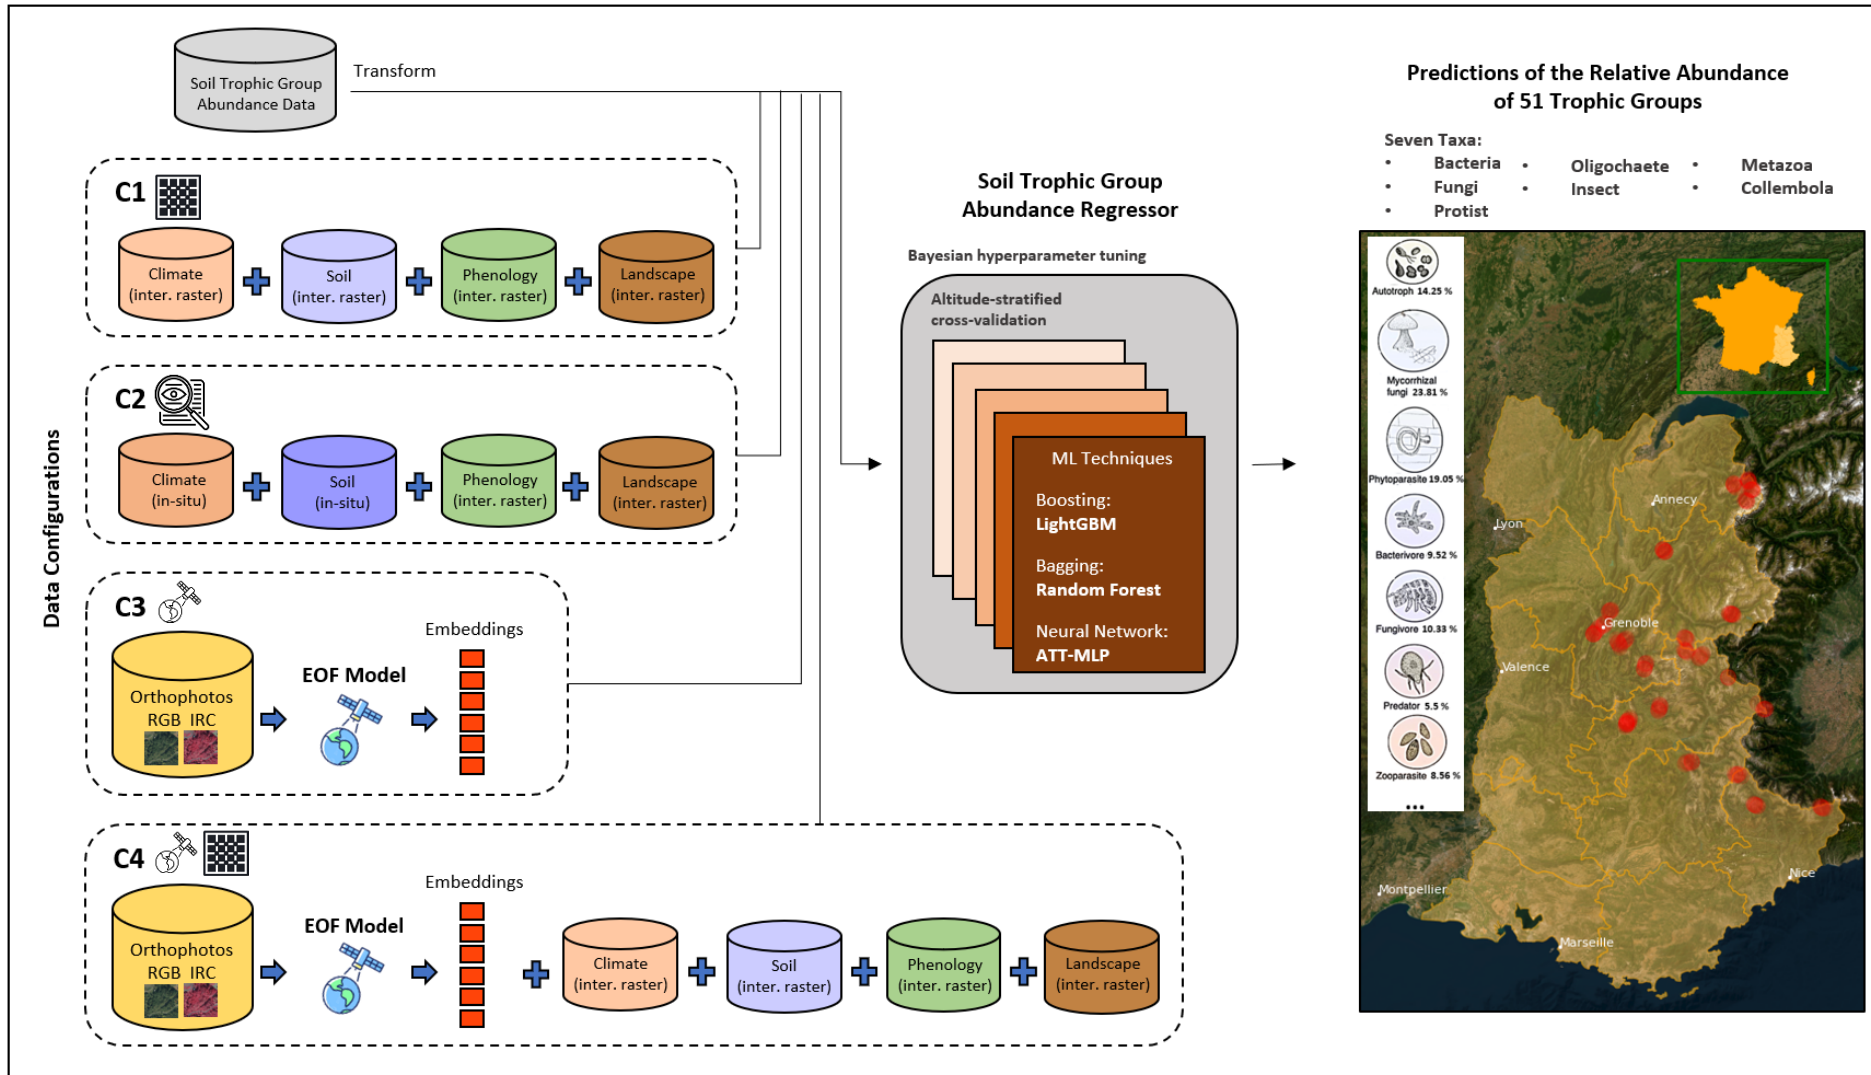 Soil Trophic Group
Abundance Data
Transform
Data Configurations
C1
Climate
(inter. raster)
Soil
(inter. raster)
Phenology
(inter. raster)
Landscape
(inter. raster)
C2
Climate
(in-situ)
Soil
(in-situ)
Phenology
(inter. raster)
Landscape
(inter. raster)
C3
Orthophotos
RGB IRC
EOF Model
Embeddings
C4
Orthophotos
RGB IRC
EOF Model
Embeddings
Climate
(inter. raster)
Soil
(inter. raster)
Phenology
(inter. raster)
Landscape
(inter. raster)
Soil Trophic Group
Abundance Regressor
Bayesian hyperparameter tuning
Altitude-stratified
cross-validation
ML Techniques
Boosting:
LightGBM
Bagging:
Random Forest
Neural Network:
ATT-MLP
Predictions of the Relative Abundance
of 51 Trophic Groups
Seven Taxa:
• Bacteria
• Fungi
• Protist
• Oligochaete
• Insect
• Metazoa
• Collembola
Autotroph 14.25 %
Mycorrhizal
fungi 23.81 %
Phytoparasite 19.05 %
Bacterivore 9.52 %
Fungivore 10.33 %
Predator 5.5 %
Zooparasite 8.56 %
...
Annecy
Lyon
Grenoble
Valence
Nice
Montpellier
Marseille